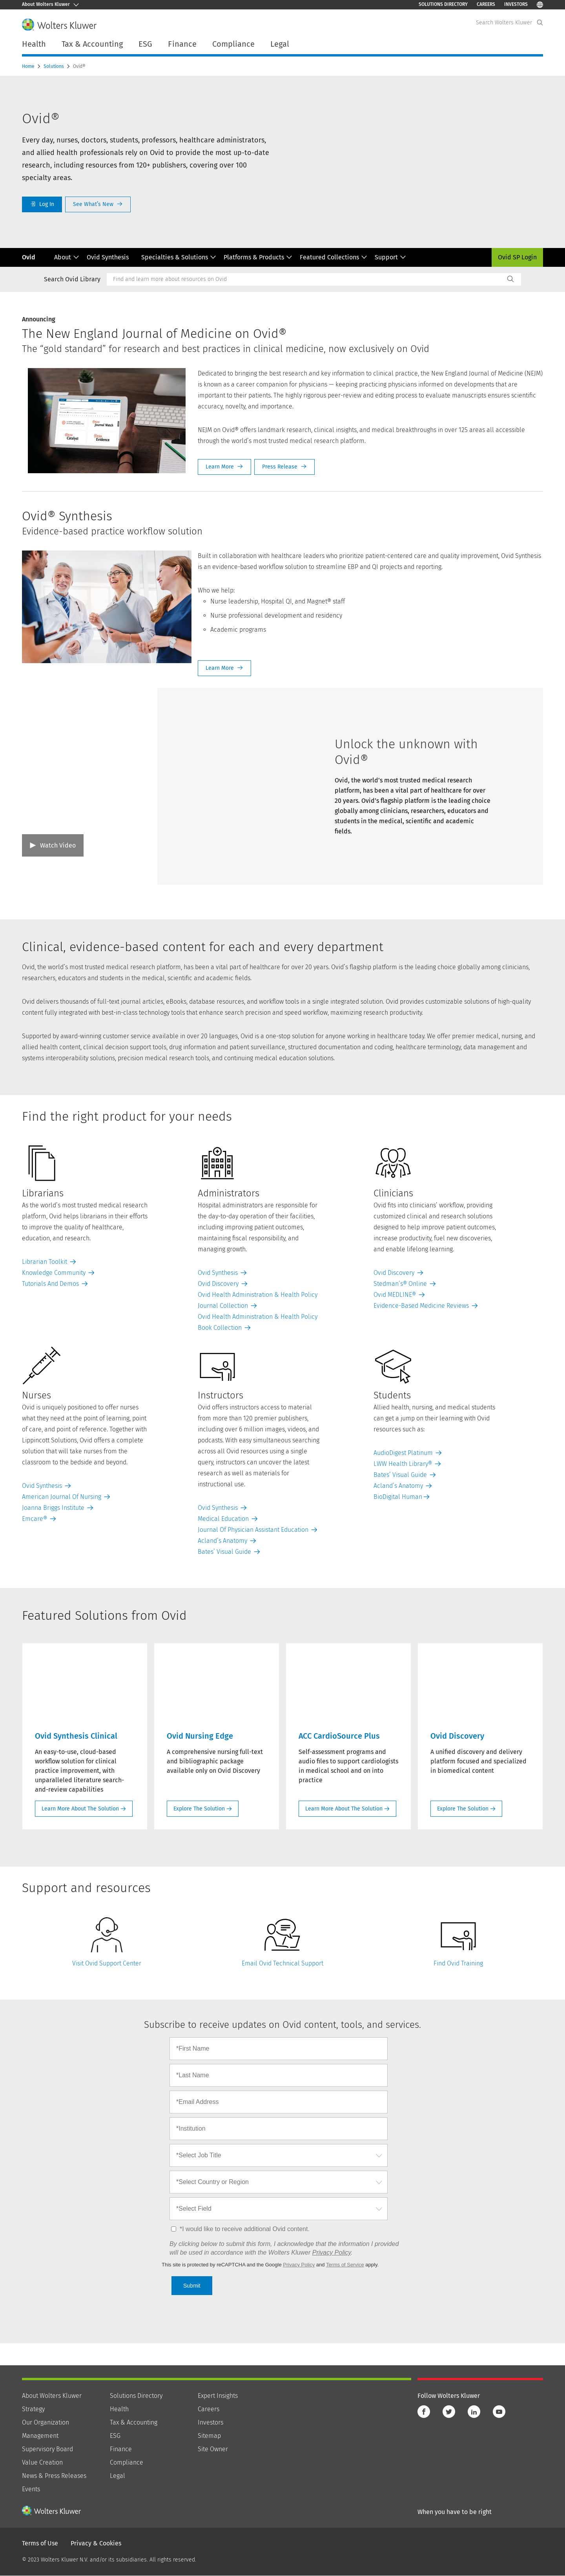 About Wolters Kluwer
SOLUTIONS DIRECTORY
CAREERS
INVESTORS
Wolters Kluwer
Search Wolters Kluwer
Health
Tax & Accounting
ESG
Finance
Compliance
Legal
Home
Solutions
Ovid®
Ovid®
Every day, nurses, doctors, students, professors, healthcare administrators,
and allied health professionals rely on Ovid to provide the most up-to-date
research, including resources from 120+ publishers, covering over 100
specialty areas.
Log In
See What's New
Ovid
About
Ovid Synthesis
Specialties & Solutions
Platforms & Products
Featured Collections
Support
Ovid SP Login
Search Ovid Library
Find and learn more about resources on Ovid
Announcing
The New England Journal of Medicine on Ovid®
The "gold standard" for research and best practices in clinical medicine, now exclusively on Ovid
Dedicated to bringing the best research and key information to clinical practice, the New England Journal of Medicine (NEJM)
is known as a career companion for physicians — keeping practicing physicians informed on developments that are
important to their patients. The highly rigorous peer-review and editing process to evaluate manuscripts ensures scientific
accuracy, novelty, and importance.
NEJM on Ovid® offers landmark research, clinical insights, and medical breakthroughs in over 125 areas all accessible
through the world's most trusted medical research platform.
Learn More
Press Release
Ovid® Synthesis
Evidence-based practice workflow solution
Built in collaboration with healthcare leaders who prioritize patient-centered care and quality improvement, Ovid Synthesis
is an evidence-based workflow solution to streamline EBP and QI projects and reporting.
Who we help:
Nurse leadership, Hospital QI, and Magnet® staff
Nurse professional development and residency
Academic programs
Learn More
Unlock the unknown with
Ovid®
Ovid, the world's most trusted medical research
platform, has been a vital part of healthcare for over
20 years. Ovid's flagship platform is the leading choice
globally among clinicians, researchers, educators and
students in the medical, scientific and academic
fields.
Watch Video
Clinical, evidence-based content for each and every department
Ovid, the world's most trusted medical research platform, has been a vital part of healthcare for over 20 years. Ovid's flagship platform is the leading choice globally among clinicians,
researchers, educators and students in the medical, scientific and academic fields.
Ovid delivers thousands of full-text journal articles, eBooks, database resources, and workflow tools in a single integrated solution. Ovid provides customizable solutions of high-quality
content fully integrated with best-in-class technology tools that enhance search precision and speed workflow, maximizing research productivity.
Supported by award-winning customer service available in over 20 languages, Ovid is a one-stop solution for anyone working in healthcare today. We offer premier medical, nursing, and
allied health content, clinical decision support tools, drug information and patient surveillance, structured documentation and coding, healthcare terminology, data management and
systems interoperability solutions, precision medical research tools, and continuing medical education solutions.
Find the right product for your needs
Librarians
As the world's most trusted medical research
platform, Ovid helps librarians in their efforts
to improve the quality of healthcare,
education, and research.
Librarian Toolkit
Knowledge Community
Tutorials And Demos
Administrators
Hospital administrators are responsible for
the day-to-day operation of their facilities,
including improving patient outcomes,
maintaining fiscal responsibility, and
managing growth.
Ovid Synthesis
Ovid Discovery
Ovid Health Administration & Health Policy
Journal Collection
Ovid Health Administration & Health Policy
Book Collection
Clinicians
Ovid fits into clinicians' workflow, providing
customized clinical and research solutions
designed to help improve patient outcomes,
increase productivity, fuel new discoveries,
and enable lifelong learning.
Ovid Discovery
Stedman's® Online
Ovid MEDLINE®
Evidence-Based Medicine Reviews
Nurses
Ovid is uniquely positioned to offer nurses
what they need at the point of learning, point
of care, and point of reference. Together with
Lippincott Solutions, Ovid offers a complete
solution that will take nurses from the
classroom to the bedside and beyond.
Ovid Synthesis
American Journal Of Nursing
Joanna Briggs Institute
Emcare®
Instructors
Ovid offers instructors access to material
from more than 120 premier publishers,
including over 6 million images, videos, and
podcasts. With easy simultaneous searching
across all Ovid resources using a single
query, instructors can uncover the latest
research as well as materials for
instructional use.
Ovid Synthesis
Medical Education
Journal Of Physician Assistant Education
Acland's Anatomy
Bates' Visual Guide
Students
Allied health, nursing, and medical students
can get a jump on their learning with Ovid
resources such as:
AudioDigest Platinum
LWW Health Library®
Bates' Visual Guide
Acland's Anatomy
BioDigital Human
Featured Solutions from Ovid
Ovid Synthesis Clinical
An easy-to-use, cloud-based
workflow solution for clinical
practice improvement, with
unparalleled literature search-
and-review capabilities
Learn More About The Solution
Ovid Nursing Edge
A comprehensive nursing full-text
and bibliographic package
available only on Ovid Discovery
Explore The Solution
ACC CardioSource Plus
Self-assessment programs and
audio files to support cardiologists
in medical school and on into
practice
Learn More About The Solution
Ovid Discovery
A unified discovery and delivery
platform focused and specialized
in biomedical content
Explore The Solution
Support and resources
Visit Ovid Support Center
Email Ovid Technical Support
Find Ovid Training
Subscribe to receive updates on Ovid content, tools, and services.
*First Name
*Last Name
*Email Address
*Institution
*Select Job Title
*Select Country or Region
*Select Field
*I would like to receive additional Ovid content.
By clicking below to submit this form, I acknowledge that the information I provided
will be used in accordance with the Wolters Kluwer Privacy Policy.
This site is protected by reCAPTCHA and the Google Privacy Policy and Terms of Service apply.
Submit
About Wolters Kluwer
Strategy
Our Organization
Management
Supervisory Board
Value Creation
News & Press Releases
Events
Solutions Directory
Health
Tax & Accounting
ESG
Finance
Compliance
Legal
Expert Insights
Careers
Investors
Sitemap
Site Owner
Follow Wolters Kluwer
Wolters Kluwer
When you have to be right
Terms of Use
Privacy & Cookies
© 2023 Wolters Kluwer N.V. and/or its subsidiaries. All rights reserved.